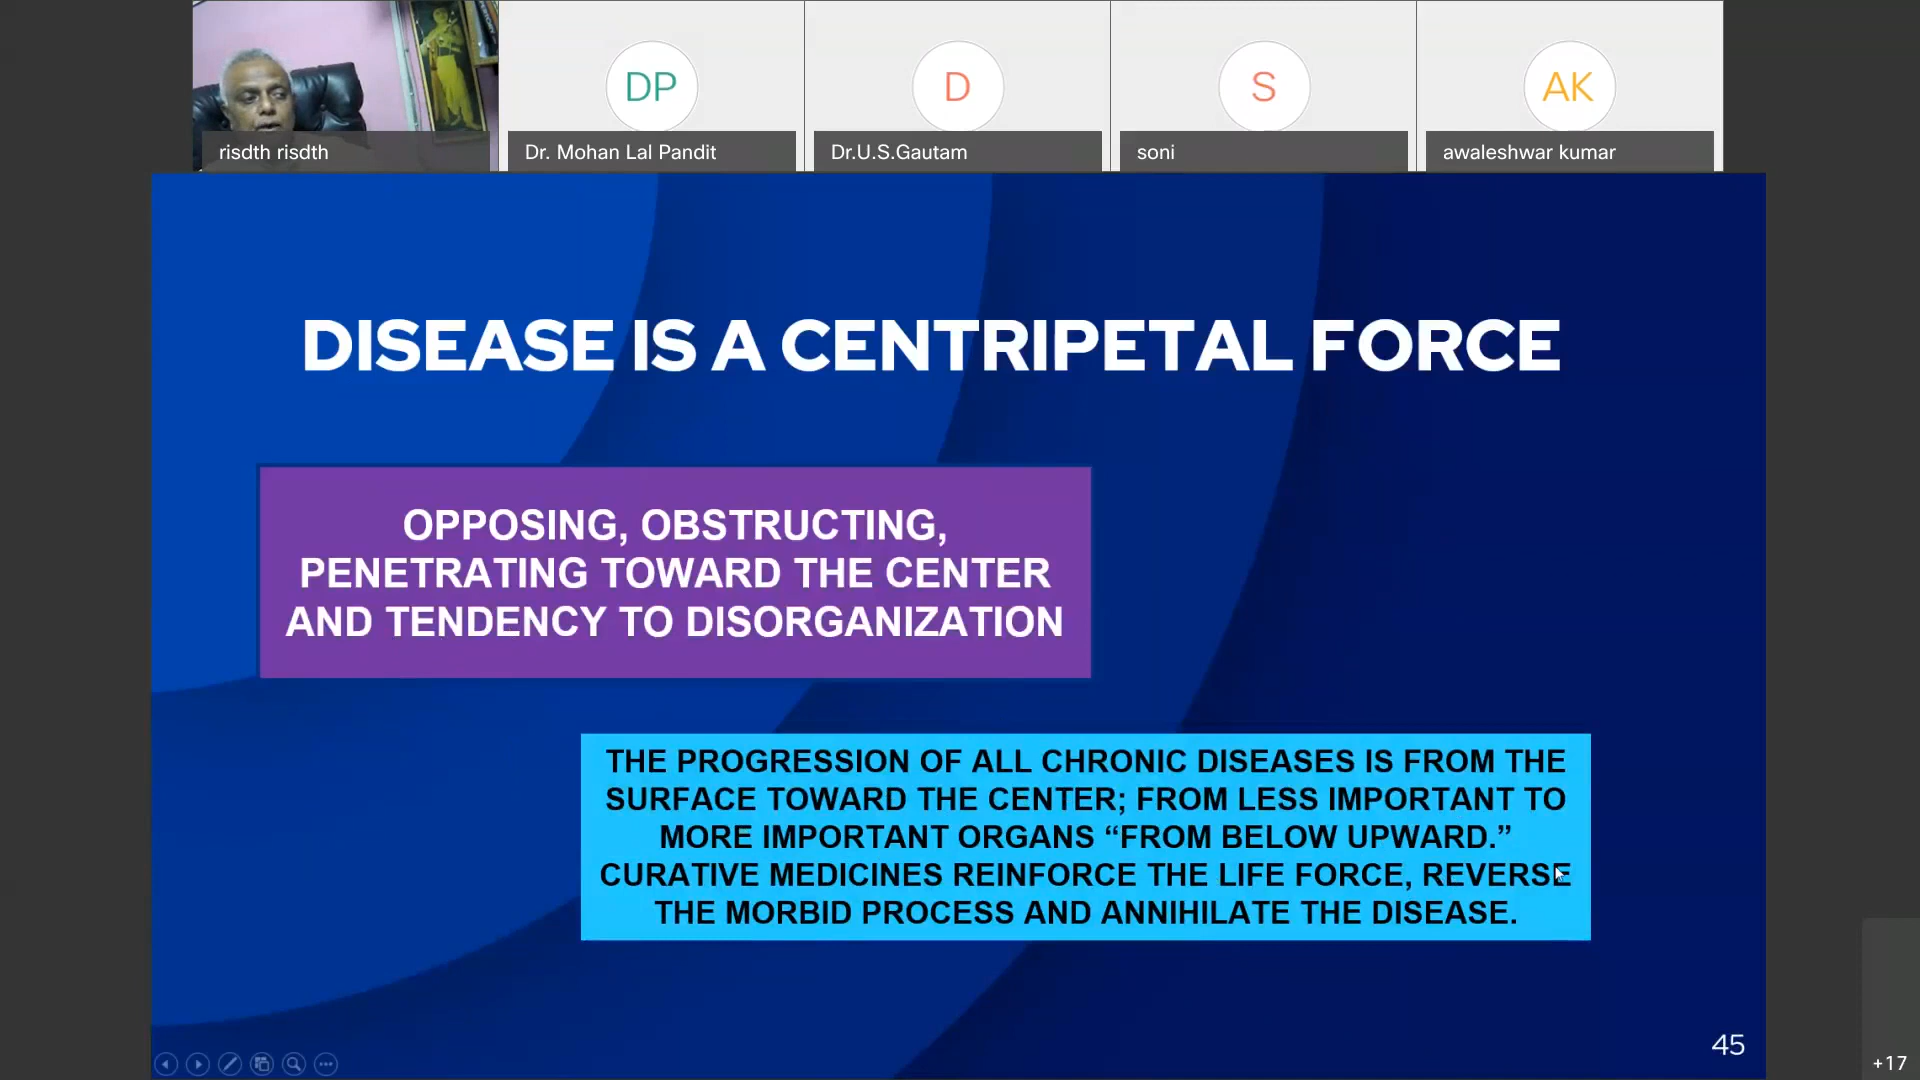 DP
D
S
AK
risdth risdth
Dr. Mohan Lal Pandit
Dr.U.S.Gautam
soni
awaleshwar kumar
DISEASE IS A CENTRIPETAL FORCE
OPPOSING, OBSTRUCTING,
PENETRATING TOWARD THE CENTER
AND TENDENCY TO DISORGANIZATION
THE PROGRESSION OF ALL CHRONIC DISEASES IS FROM THE
SURFACE TOWARD THE CENTER; FROM LESS IMPORTANT TO
MORE IMPORTANT ORGANS “FROM BELOW UPWARD.”
CURATIVE MEDICINES REINFORCE THE LIFE FORCE, REVERSE
THE MORBID PROCESS AND ANNIHILATE THE DISEASE.
45
+17